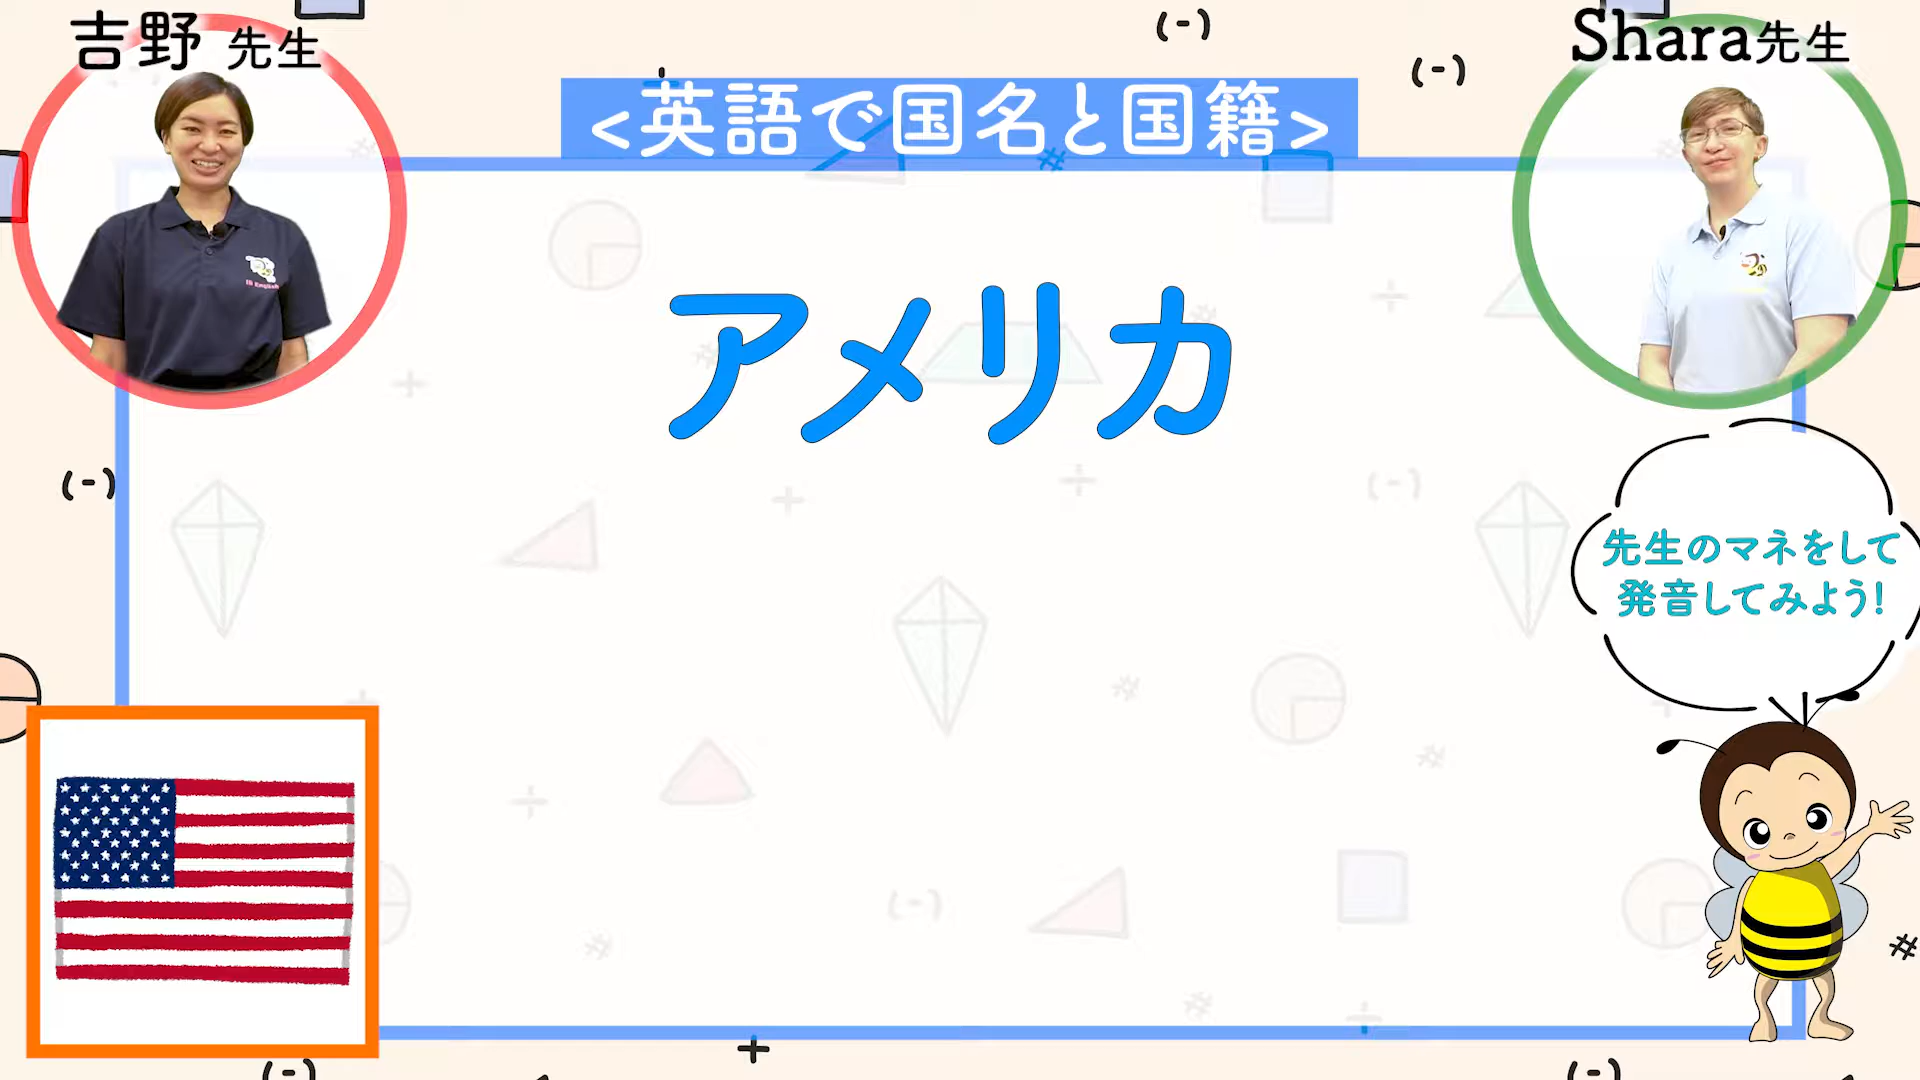 吉野 先生
Shara先生
<英語で国名と国籍>
アメリカ
先生のマネをして
発音してみよう!